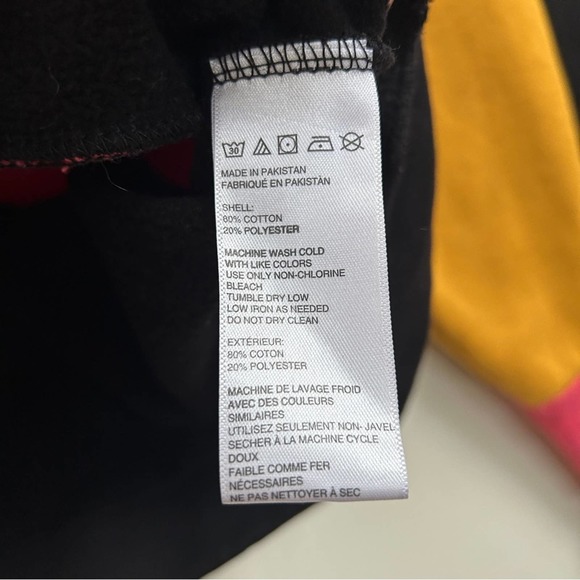 30
MADE IN PAKISTAN
FABRIQUÉ EN PAKISTÀN
SHELL:
80% COTTON
20% POLYESTER
MACHINE WASH COLD
WITH LIKE COLORS
USE ONLY NON-CHLORINE
BLEACH
TUMBLE DRY LOW
LOW IRON AS NEEDED
DO NOT DRY CLEAN
EXTÉRIEUR:
80% COTON
20% POLYESTER
MACHINE DE LAVAGE FROID
AVEC DES COULEURS
SIMILAIRES
UTILISEZ SEULEMENT NON- JAVEL
SECHER À LA MACHINE CYCLE
DOUX
FAIBLE COMME FER
NÉCESSAIRES
NE PAS NETTOYER À SEC